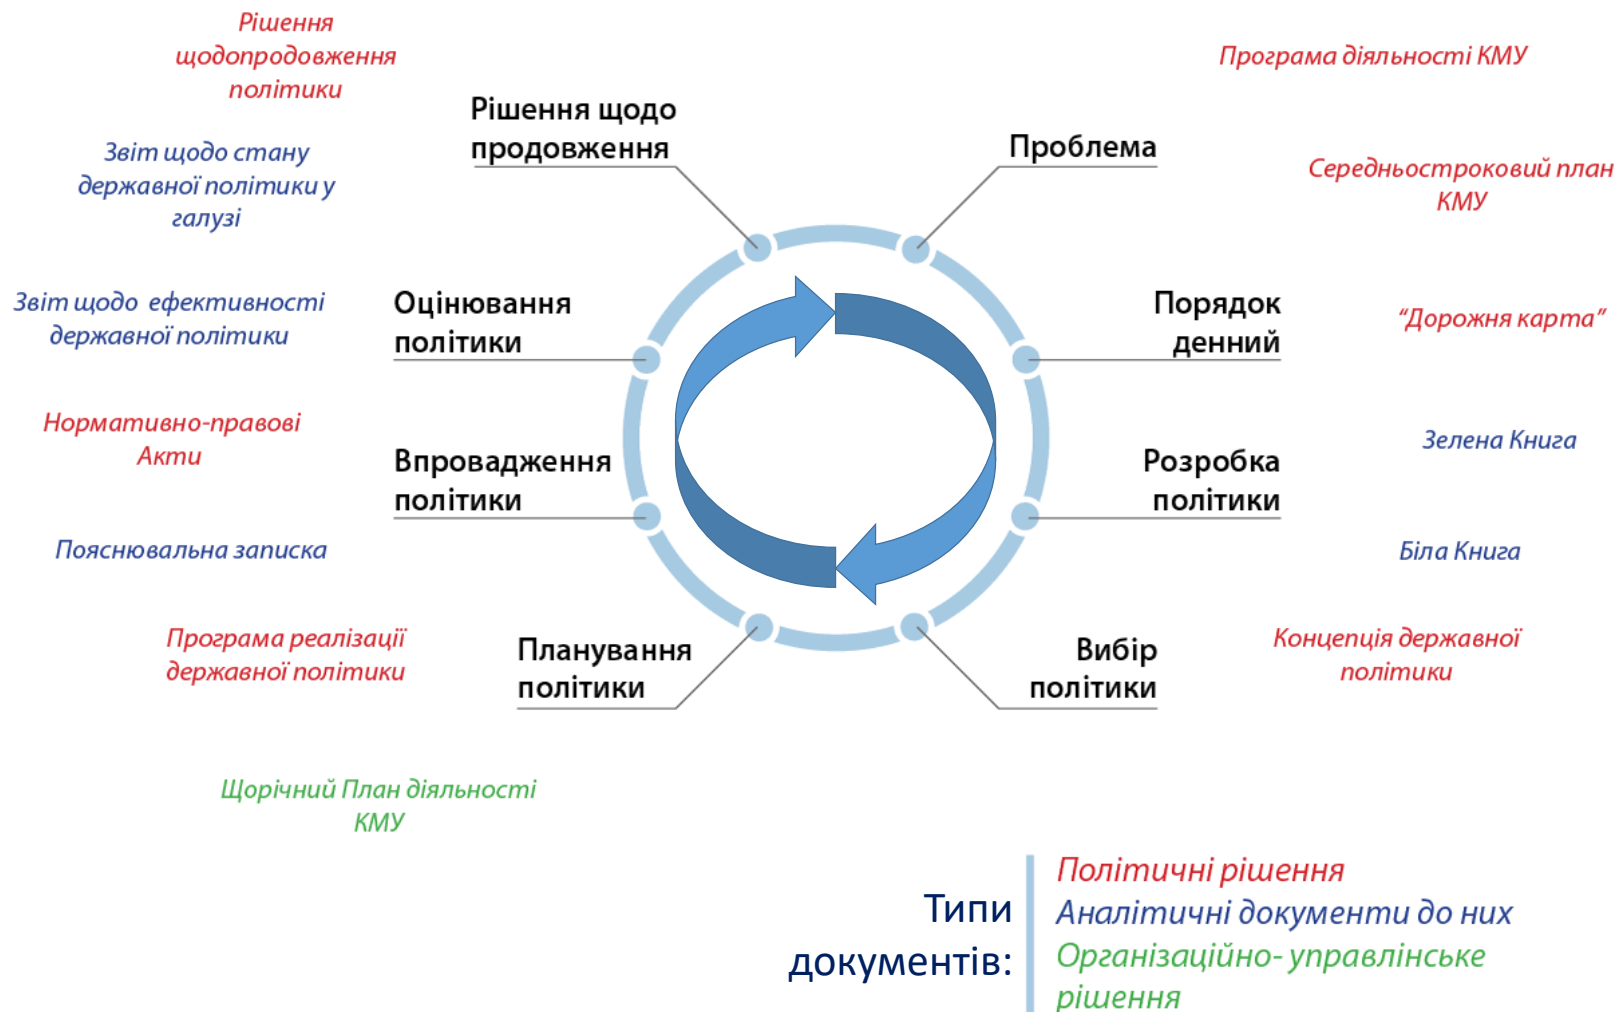 Рішення
щодопродовження
політики
Програма діяльності КМУ
Рішення щодо
продовження
Проблема
Звіт щодо стану
державної політики у
галузі
Середньостроковий план
КМУ
Звіт щодо ефективності
державної політики
Оцінювання
політики
Порядок
денний
“Дорожня карта”
Нормативно-правові
Акти
Впровадження
політики
Розробка
політики
Зелена Книга
Пояснювальна записка
Біла Книга
Програма реалізації
державної політики
Планування
політики
Вибір
політики
Концепція державної
політики
Щорічний План діяльності
КМУ
Типи
документів:
Політичні рішення
Аналітичні документи до них
Організаційно- управлінське
рішення